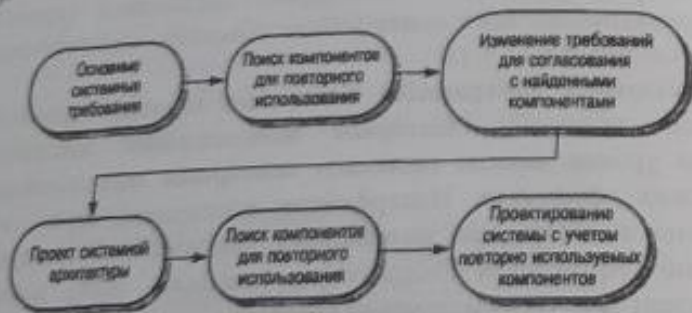 Основные
системные
требования
Поиск компонентов
для повторного
использования
Изменение требований
для согласования
с найденными
компонентами
Проект системной
архитектуры
Поиск компонентов
для повторного
использования
Проектирование
системы с учетом
повторно используемых
компонентов